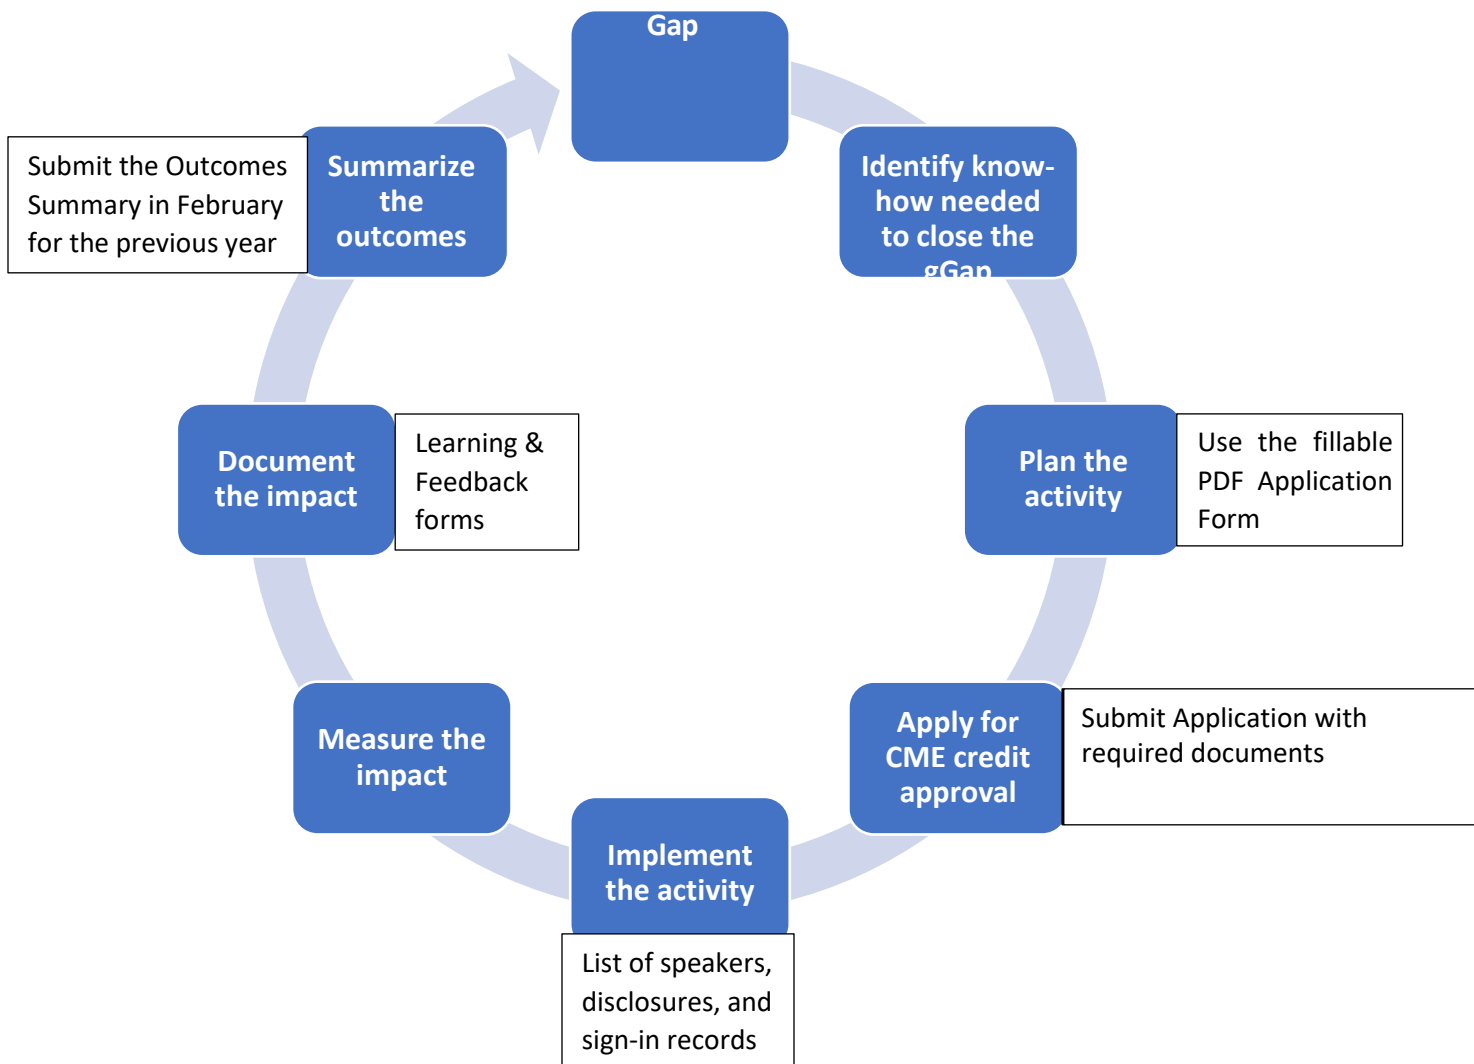 Gap
Identify know-
how needed
to close the
gGap
Plan the
activity
Use the fillable
PDF Application
Form
Apply for
CME credit
approval
Submit Application with
required documents
Implement
the activity
List of speakers,
disclosures, and
sign-in records
Measure the
impact
Document
the impact
Learning &
Feedback
forms
Summarize
the
outcomes
Submit the Outcomes
Summary in February
for the previous year